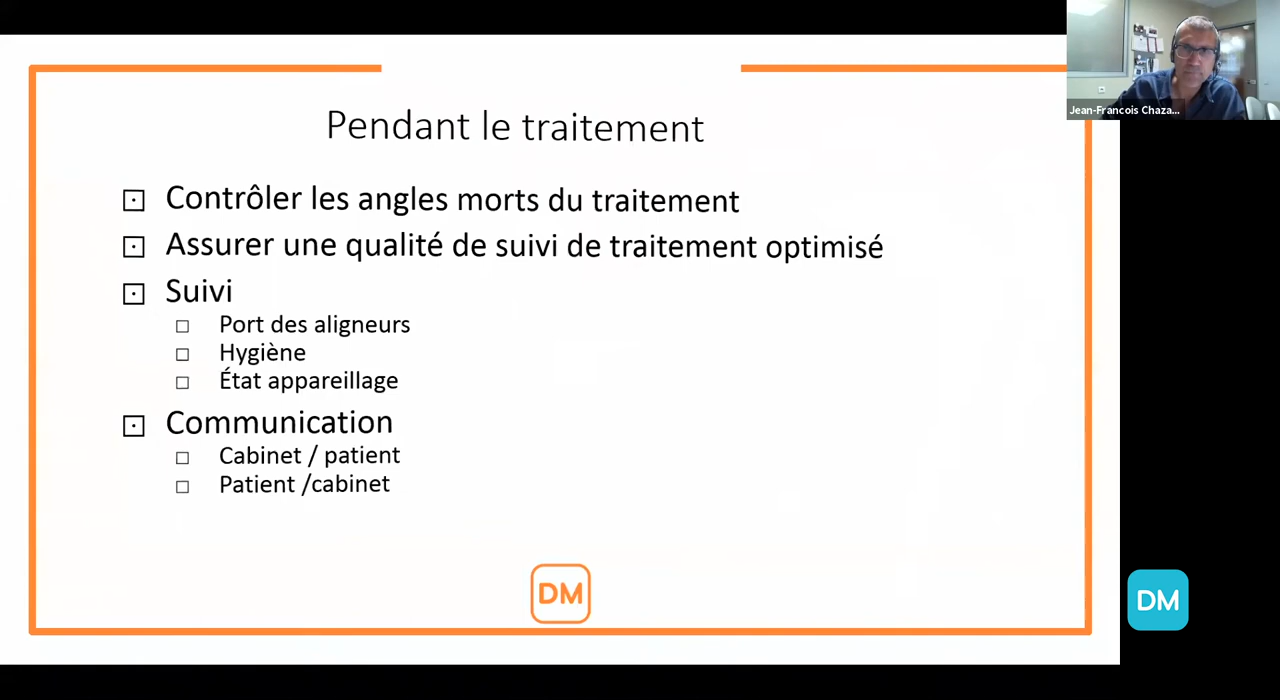 Jean-Francois Chaza...
Pendant le traitement
Contrôler les angles morts du traitement
Assurer une qualité de suivi de traitement optimisé
Suivi
Port des aligneurs
Hygiène
État appareillage
Communication
Cabinet / patient
Patient /cabinet
DM
DM